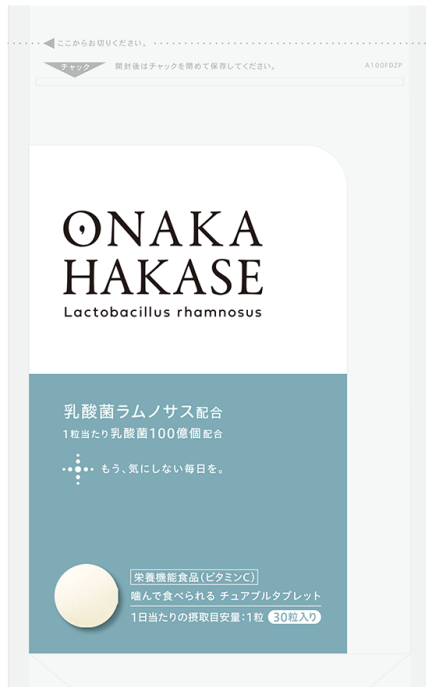 ここからお切りください。
チャック
開封後はチャックを閉めて保存してください。
A100FDZP
ONAKA
HAKASE
Lactobacillus rhamnosus
乳酸菌ラムノサス配合
1粒当たり乳酸菌100億個配合
もう、気にしない毎日を。
栄養機能食品(ビタミンC)
噛んで食べられる チュアブルタブレット
1日当たりの摂取目安量:1粒 30粒入り